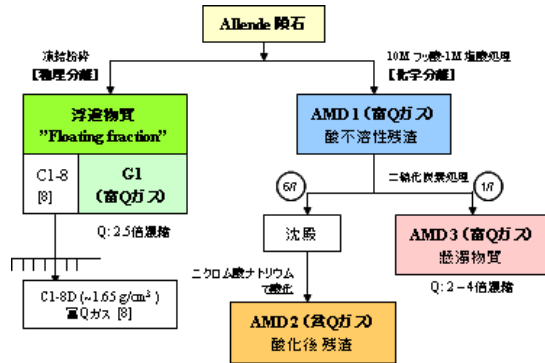 Allende 隕石
凍結粉砕
【物理分離】
10M フッ酸-1M 塩酸処理
【化学分離】
浮遊物質
"Floating fraction"
C1-8
[8]
G1
(富Qガス)
Q: 2.5倍濃縮
C1-8D (~1.65 g/cm³)
富Qガス [8]
AMD 1 (富Qガス)
酸不溶性残渣
二硫化炭素処理
6/7
1/7
沈殿
AMD 3 (富Qガス)
懸濁物質
Q: 2－4倍濃縮
ニクロム酸ナトリウム
で酸化
AMD 2 (貧Qガス)
酸化後 残渣